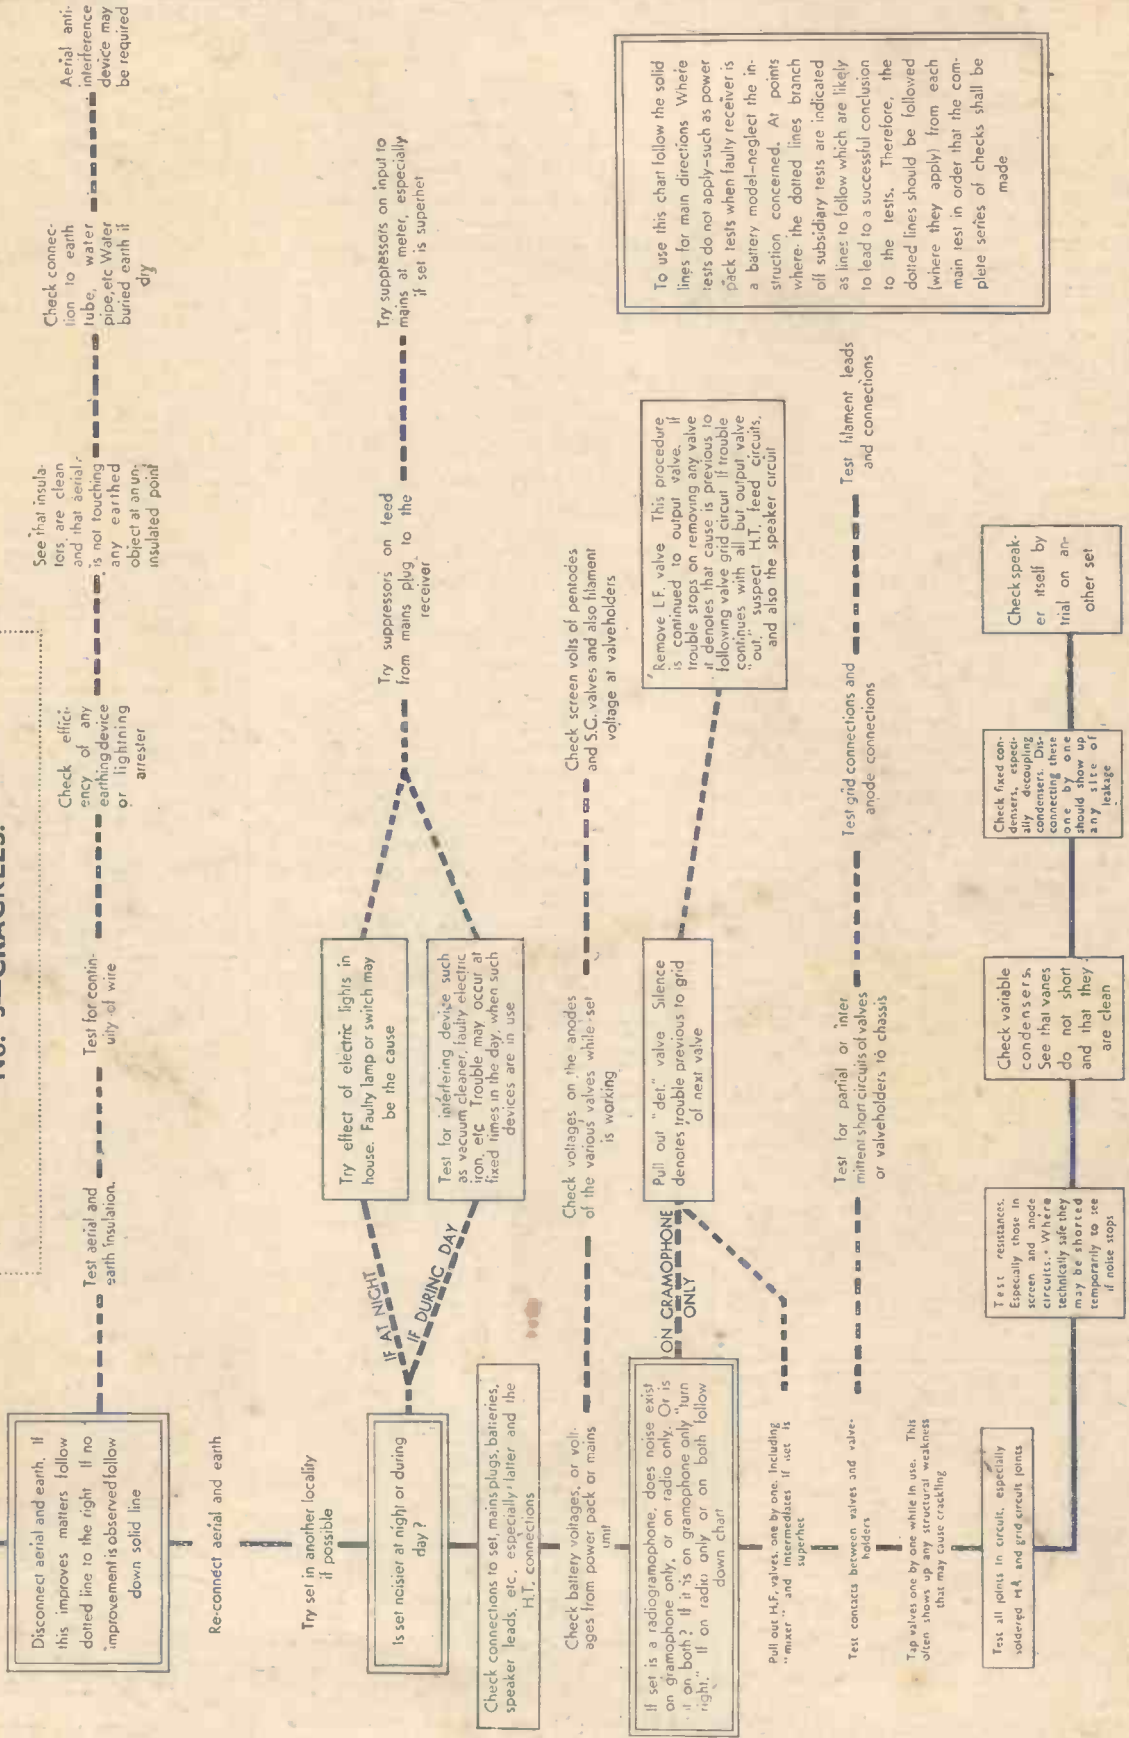 No. 3—CRACKLES.
Disconnect aerial and earth. If
this improves matters follow
dotted line to the right If no
improvement is observed follow
down solid line
Test aerial and
earth insulation.
Test for contin-
uity of wire
Check effici-
ency of any
earthing device
or lightning
arrester
See that insula-
tors, are clean
and that aerial
is not touching
any earthed
object at an un-
insulated point
Check connec-
tion to earth
tube, water
pipe, etc Water
buried earth if
dry
Aerial anti-
interference
device may
be required
Re-connect aerial and earth
Try set in another locality
if possible
Is set noisier at night or during
day?
IF AT NIGHT
IF DURING DAY
Try effect of electric lights in
house. Faulty lamp or switch may
be the cause
Test for interfering device such
as vacuum cleaner, faulty electric
iron, etc Trouble may occur at
fixed times in the day, when such
devices are in use
Try suppressors on feed
from mains plug to the
receiver
Try suppressors on input to
mains at meter, especially
if set is superhet
Check connections to set, mains plugs, batteries,
speaker leads, etc, especially latter and the
H.T. connections
Check battery voltages, or volt-
ages from power pack or mains
unit
Check voltages on the anodes
of the various valves while set
is working
Check screen volts of pentodes
and S.G. valves and also filament
voltage at valveholders
If set is a radiogramophone, does noise exist
on gramophone only, or on radio only. Or is
it on both? If it is on gramophone only "turn
right." If on radio only or on both follow
down chart
ON GRAMOPHONE
ONLY
Pull out "det." valve Silence
denotes trouble previous to grid
of next valve
Remove L.F. valve This procedure
is continued to output valve. If
trouble stops on removing any valve
it denotes that cause is previous to
following valve grid circuit If trouble
continues with all but output valve
"out," suspect H.T. feed circuits,
and also the speaker circuit
Pull out H.F. valves, one by one. Including
"mixer" and intermediates if set is
superhet
Test contacts between valves and valve-
holders
Test for partial or inter
mittent short circuits of valves
or valveholders to chassis
Test grid connections and
anode connections
Test filament leads
and connections
Tap valves one by one while in use. This
often shows up any structural weakness
that may cause crackling
Test all joints in circuit, especially
soldered and grid circuit joints
Test resistances.
Especially those in
screen and anode
circuits. Where
technically safe they
may be shorted
temporarily to see
if noise stops
Check variable
condensers.
See that vanes
do not short
and that they
are clean
Check fixed con-
densers, especi-
ally decoupling
condensers. Dis-
connecting these
one by one
should show up
any site of
leakage
Check speak-
er itself by
trial on an-
other set
To use this chart follow the solid
lines for main directions Where
tests do not apply—such as power
pack tests when faulty receiver is
a battery model—neglect the in-
struction concerned. At points
where the dotted lines branch
off subsidiary tests are indicated
as lines to follow which are likely
to lead to a successful conclusion
to the tests. Therefore, the
dotted lines should be followed
(where they apply) from each
main test in order that the com-
plete series of checks shall be
made